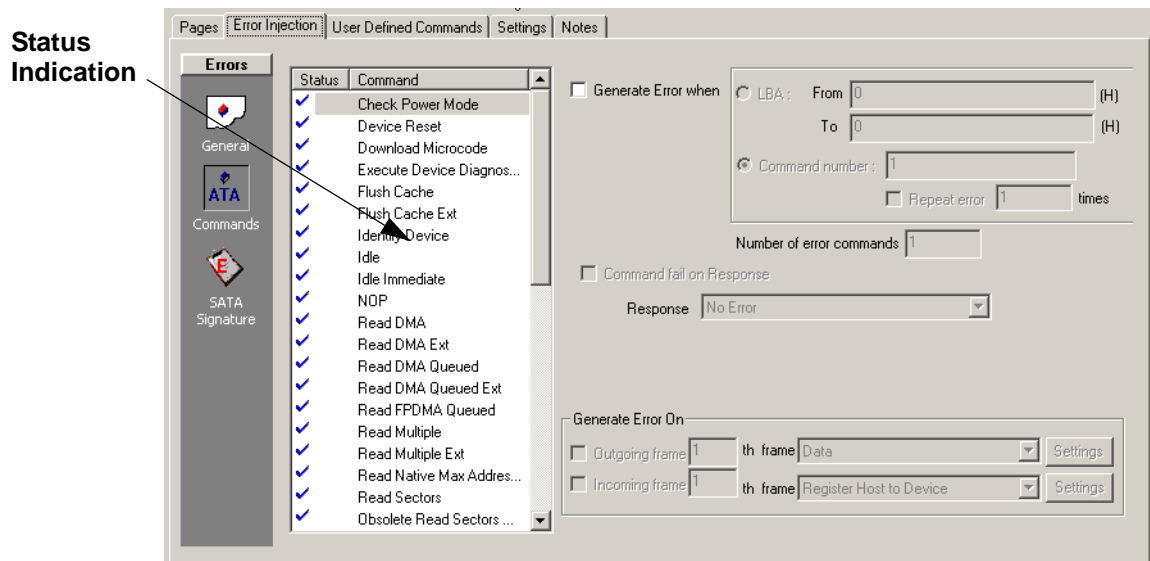 Status
Indication
Pages Error Injection User Defined Commands Settings Notes
Errors
General
ATA
Commands
E
SATA
Signature
Status Command
Check Power Mode
Device Reset
Download Microcode
Execute Device Diagnos...
Flush Cache
Flush Cache Ext
Identify Device
Idle
Idle Immediate
NOP
Read DMA
Read DMA Ext
Read DMA Queued
Read DMA Queued Ext
Read FPDMA Queued
Read Multiple
Read Multiple Ext
Read Native Max Addres...
Read Sectors
Obsolete Read Sectors ...
Generate Error when
LBA : From 0 (H)
To 0 (H)
Command number : 1
Repeat error 1 times
Number of error commands 1
Command fail on Response
Response No Error
Generate Error On
Outgoing frame 1 th frame Data Settings
Incoming frame 1 th frame Register Host to Device Settings